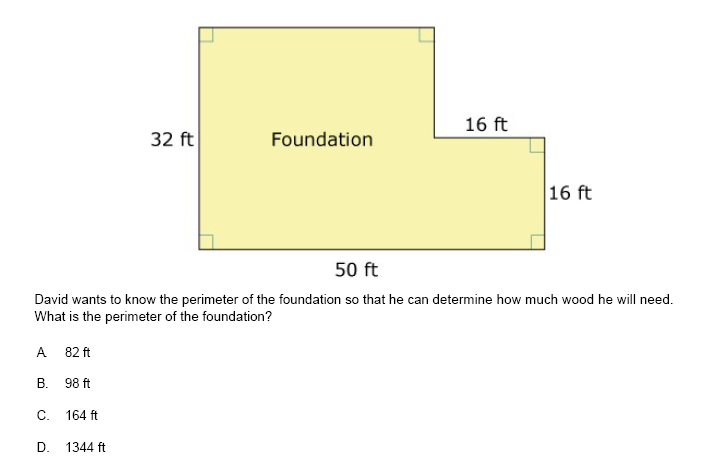 16 ft
32 ft
Foundation
16 ft
50 ft
David wants to know the perimeter of the foundation so that he can determine how much wood he will need.
What is the perimeter of the foundation?
A 82 ft
B. 98 ft
C. 164 ft
D. 1344 ft